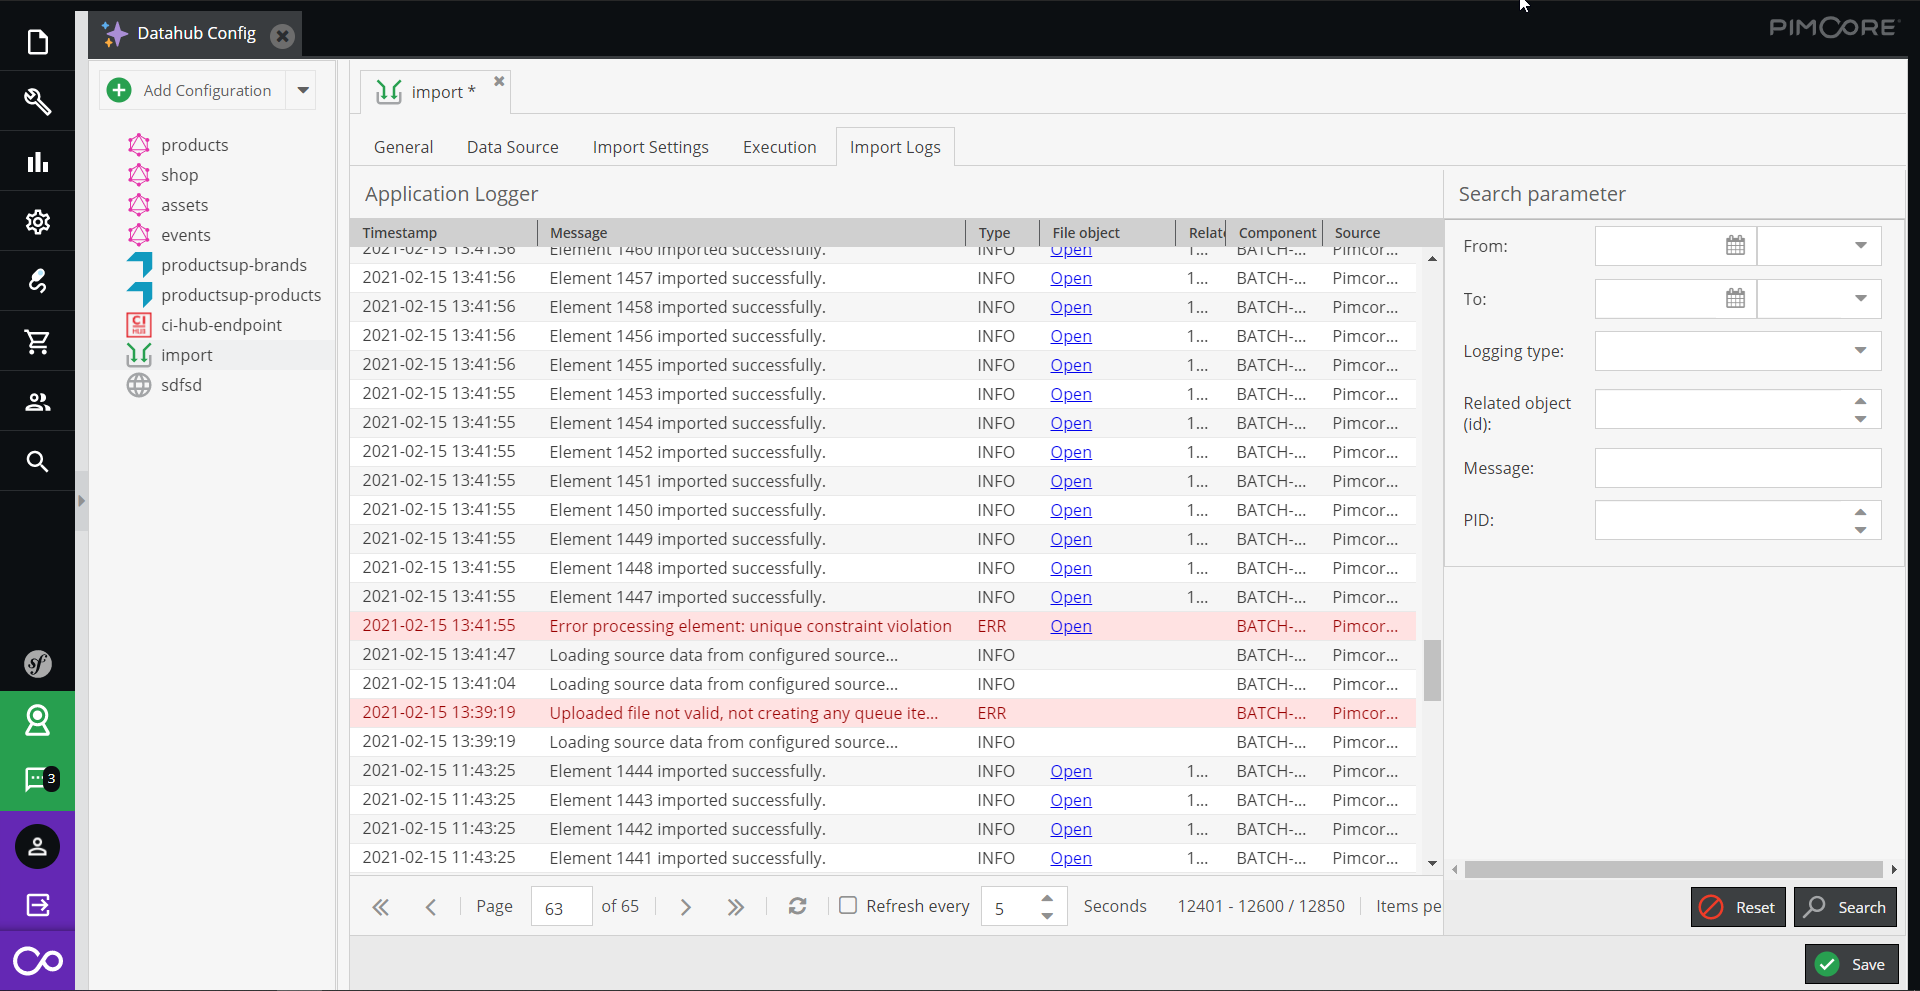 Datahub Config
PIMCORE
Add Configuration
products
shop
assets
events
productsup-brands
productsup-products
CI HUB ci-hub-endpoint
import
sdfsd
sf
3
import *
General Data Source Import Settings Execution Import Logs
Application Logger
Timestamp Message Type File object Relat Component Source
2021-02-15 13:41:56 Element 1460 imported successfully. INFO Open 1... BATCH-... Pimcor...
2021-02-15 13:41:56 Element 1457 imported successfully. INFO Open 1... BATCH-... Pimcor...
2021-02-15 13:41:56 Element 1458 imported successfully. INFO Open 1... BATCH-... Pimcor...
2021-02-15 13:41:56 Element 1456 imported successfully. INFO Open 1... BATCH-... Pimcor...
2021-02-15 13:41:56 Element 1455 imported successfully. INFO Open 1... BATCH-... Pimcor...
2021-02-15 13:41:55 Element 1453 imported successfully. INFO Open 1... BATCH-... Pimcor...
2021-02-15 13:41:55 Element 1454 imported successfully. INFO Open 1... BATCH-... Pimcor...
2021-02-15 13:41:55 Element 1452 imported successfully. INFO Open 1... BATCH-... Pimcor...
2021-02-15 13:41:55 Element 1451 imported successfully. INFO Open 1... BATCH-... Pimcor...
2021-02-15 13:41:55 Element 1450 imported successfully. INFO Open 1... BATCH-... Pimcor...
2021-02-15 13:41:55 Element 1449 imported successfully. INFO Open 1... BATCH-... Pimcor...
2021-02-15 13:41:55 Element 1448 imported successfully. INFO Open 1... BATCH-... Pimcor...
2021-02-15 13:41:55 Element 1447 imported successfully. INFO Open 1... BATCH-... Pimcor...
2021-02-15 13:41:55 Error processing element: unique constraint violation ERR Open BATCH-... Pimcor...
2021-02-15 13:41:47 Loading source data from configured source... INFO BATCH-... Pimcor...
2021-02-15 13:41:04 Loading source data from configured source... INFO BATCH-... Pimcor...
2021-02-15 13:39:19 Uploaded file not valid, not creating any queue ite... ERR BATCH-... Pimcor...
2021-02-15 13:39:19 Loading source data from configured source... INFO BATCH-... Pimcor...
2021-02-15 11:43:25 Element 1444 imported successfully. INFO Open 1... BATCH-... Pimcor...
2021-02-15 11:43:25 Element 1443 imported successfully. INFO Open 1... BATCH-... Pimcor...
2021-02-15 11:43:25 Element 1442 imported successfully. INFO Open 1... BATCH-... Pimcor...
2021-02-15 11:43:25 Element 1441 imported successfully. INFO Open 1... BATCH-... Pimcor...
Page 63 of 65 Refresh every 5 Seconds 12401 - 12600 / 12850 Items pe
Search parameter
From:
To:
Logging type:
Related object
(id):
Message:
PID:
Reset Search
Save